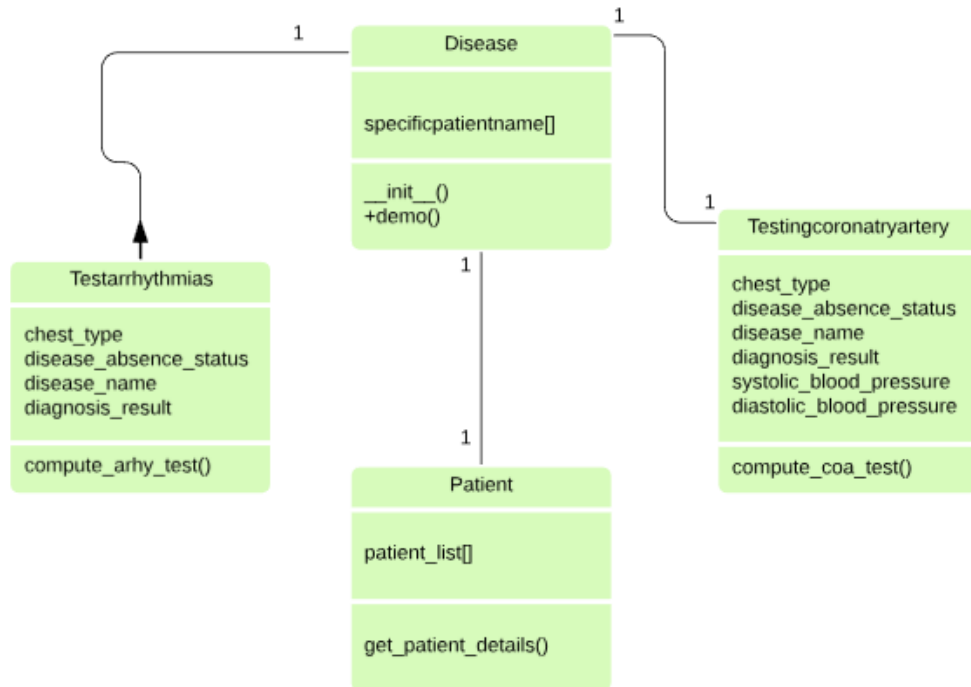 1
1
Disease
specificpatientname[]
__init__()
+demo()
1
Testingcoronatryartery
chest_type
disease_absence_status
disease_name
diagnosis_result
systolic_blood_pressure
diastolic_blood_pressure
compute_coa_test()
Testarrhythmias
chest_type
disease_absence_status
disease_name
diagnosis_result
compute_arhy_test()
1
1
Patient
patient_list[]
get_patient_details()